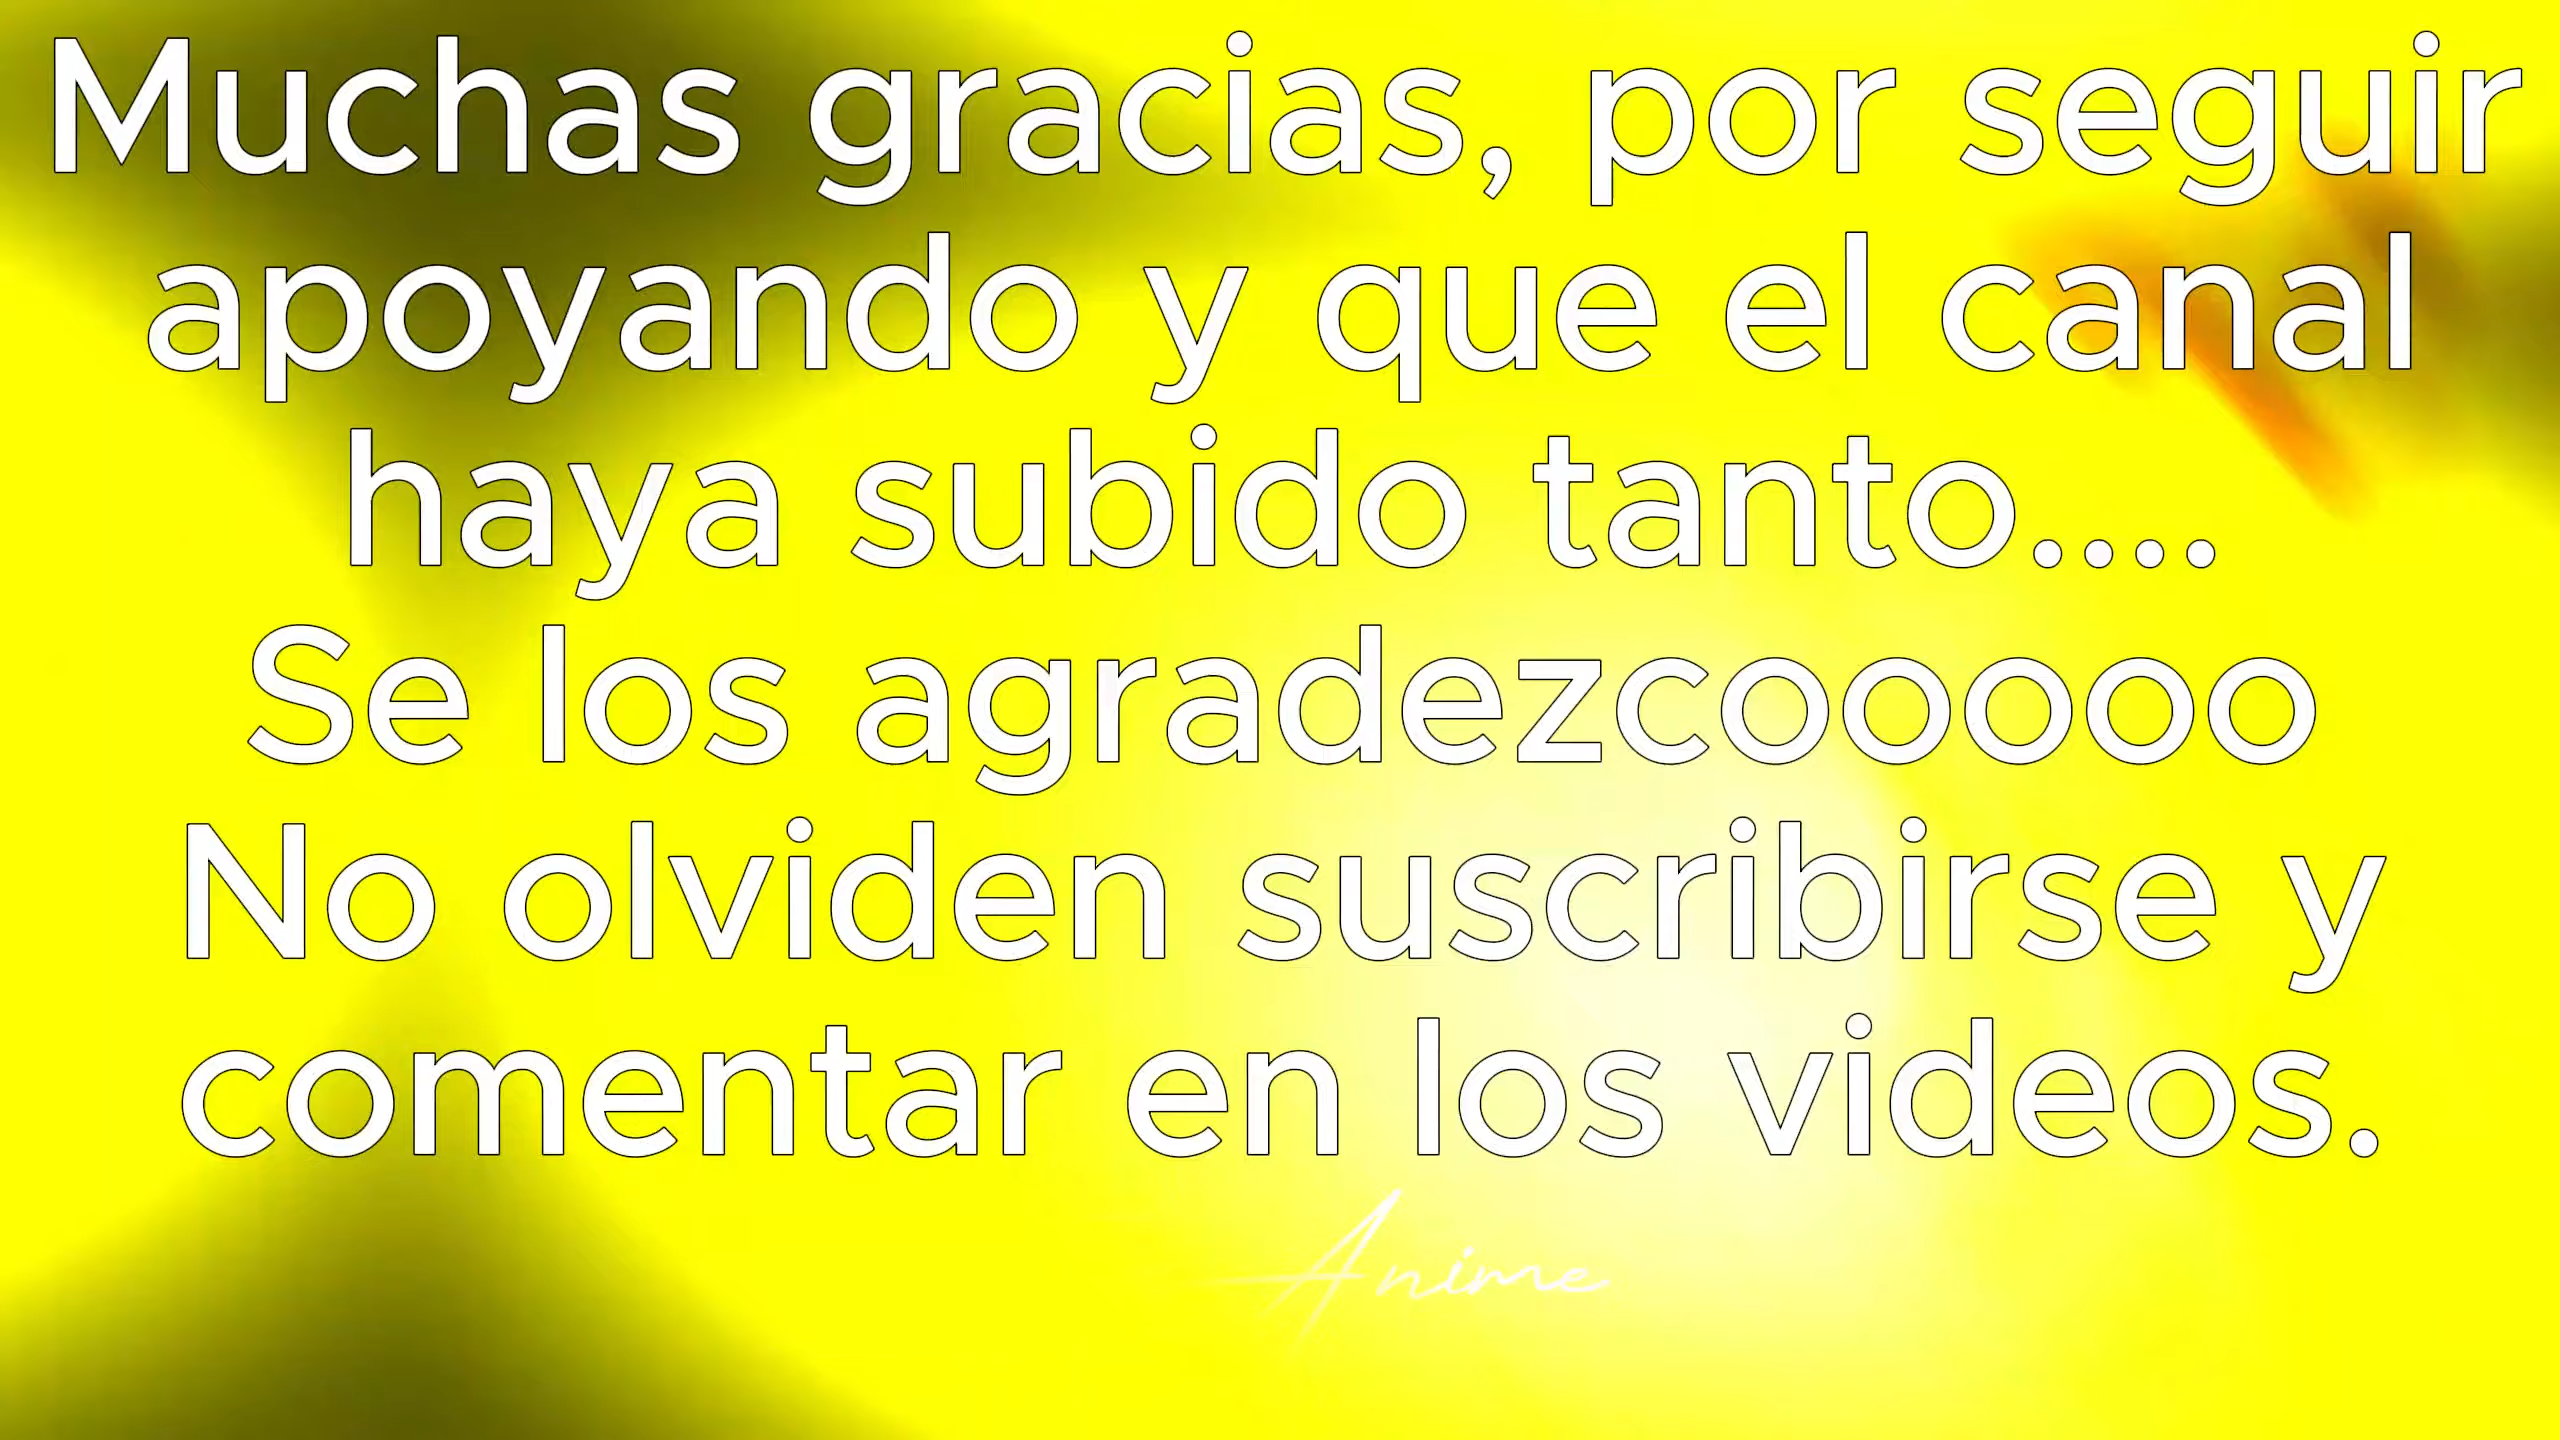 Muchas gracias, por seguir
apoyando y que el canal
haya subido tanto....
Se los agradezcooooo
No olviden suscribirse y
comentar en los videos.
Anime